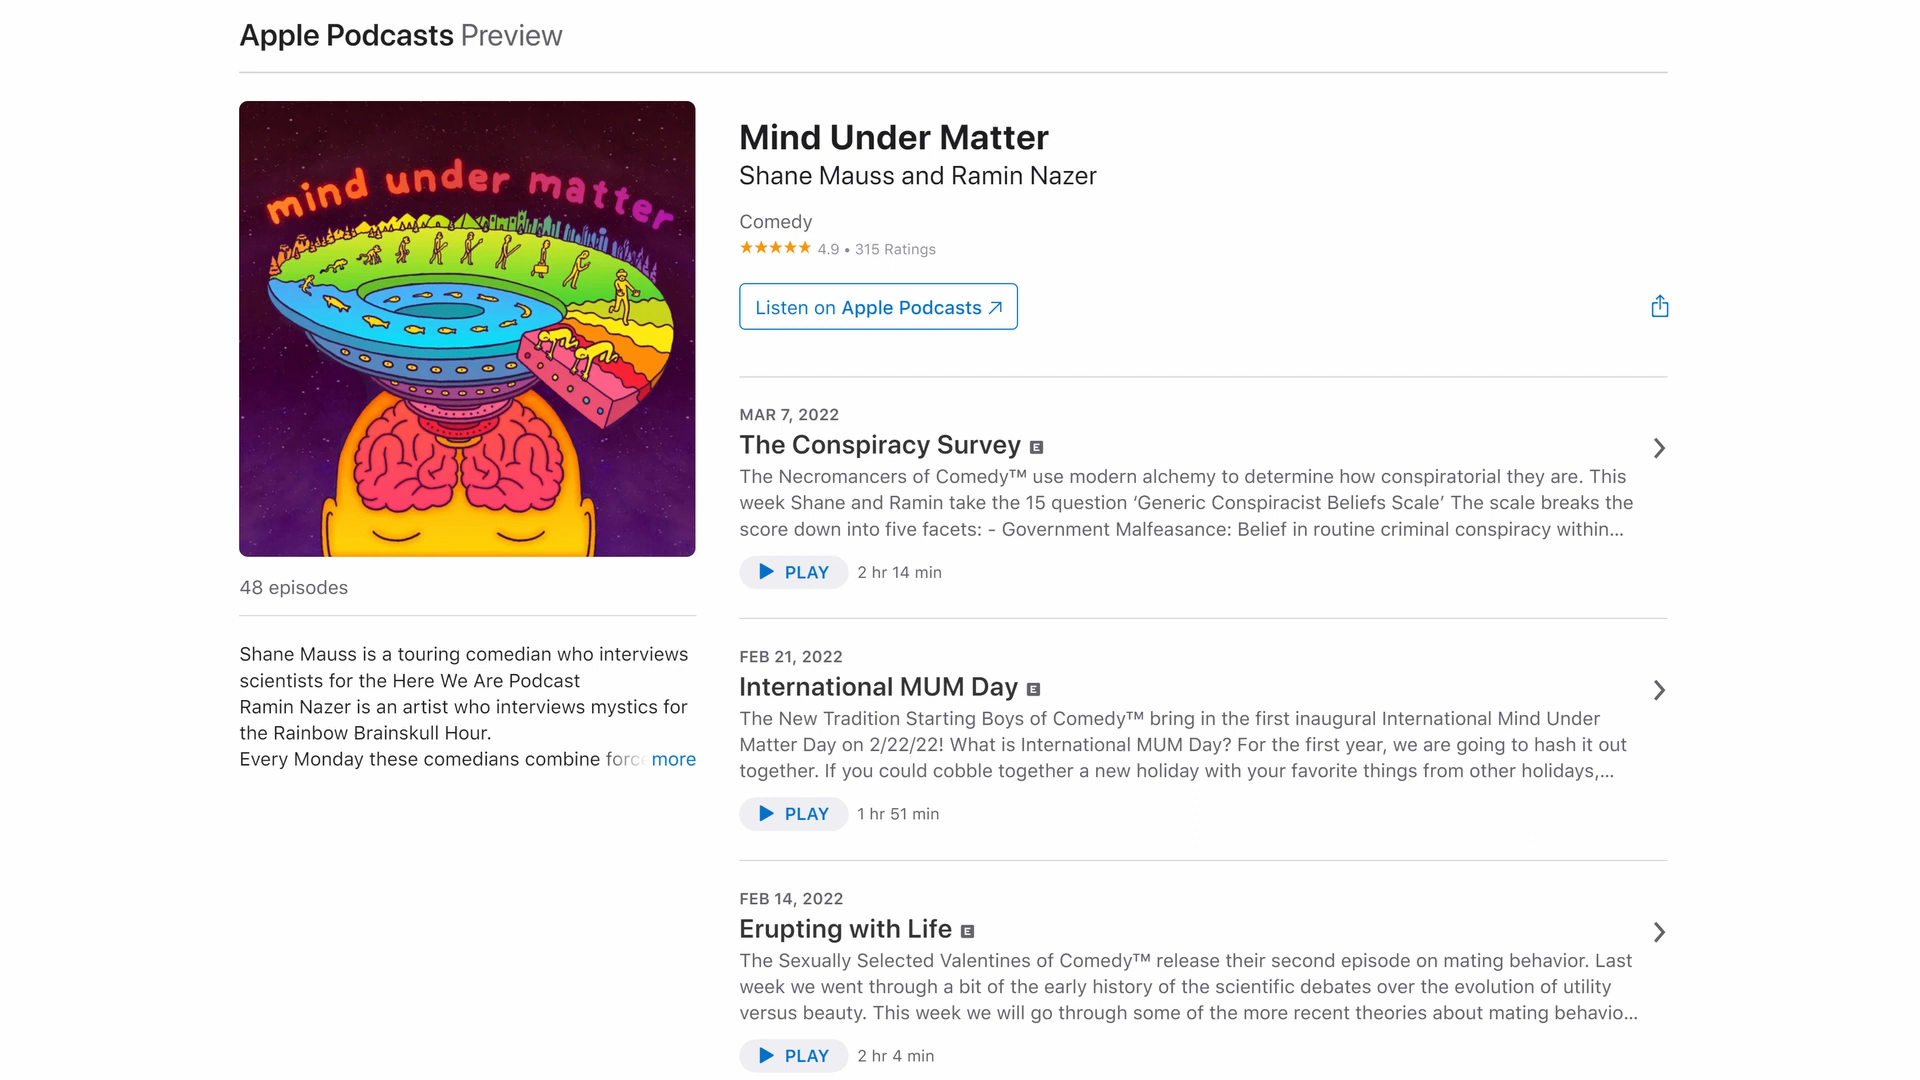 Apple Podcasts Preview
mind under matter
48 episodes
Shane Mauss is a touring comedian who interviews
scientists for the Here We Are Podcast
Ramin Nazer is an artist who interviews mystics for
the Rainbow Brainskull Hour.
Every Monday these comedians combine force more
Mind Under Matter
Shane Mauss and Ramin Nazer
Comedy
★★★★★ 4.9 • 315 Ratings
Listen on Apple Podcasts ↗
MAR 7, 2022
The Conspiracy Survey E
The Necromancers of Comedy™ use modern alchemy to determine how conspiratorial they are. This
week Shane and Ramin take the 15 question ‘Generic Conspiracist Beliefs Scale’ The scale breaks the
score down into five facets: - Government Malfeasance: Belief in routine criminal conspiracy within...
PLAY 2 hr 14 min
FEB 21, 2022
International MUM Day E
The New Tradition Starting Boys of Comedy™ bring in the first inaugural International Mind Under
Matter Day on 2/22/22! What is International MUM Day? For the first year, we are going to hash it out
together. If you could cobble together a new holiday with your favorite things from other holidays,...
PLAY 1 hr 51 min
FEB 14, 2022
Erupting with Life E
The Sexually Selected Valentines of Comedy™ release their second episode on mating behavior. Last
week we went through a bit of the early history of the scientific debates over the evolution of utility
versus beauty. This week we will go through some of the more recent theories about mating behavio...
PLAY 2 hr 4 min